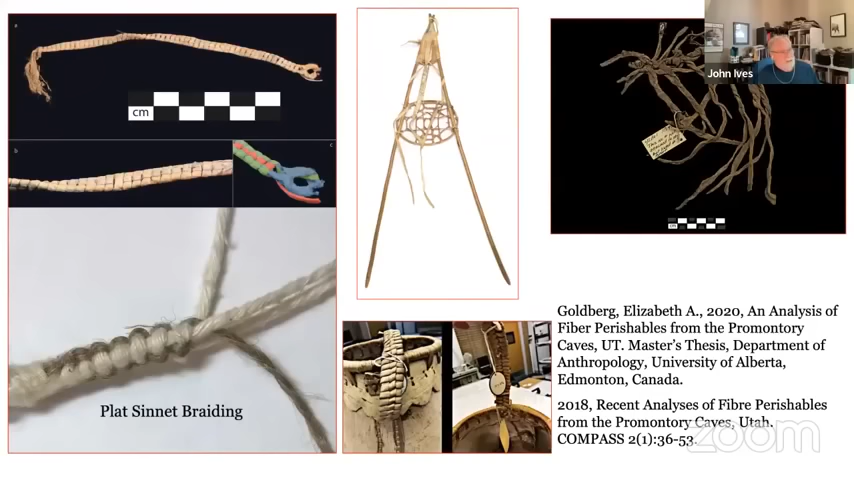 a
cm
b
c
Plat Sinnet Braiding
cm
John Ives
Goldberg, Elizabeth A., 2020, An Analysis of
Fiber Perishables from the Promontory
Caves, UT. Master's Thesis, Department of
Anthropology, University of Alberta,
Edmonton, Canada.
2018, Recent Analyses of Fibre Perishables
from the Promontory Caves, Utah.
COMPASS 2(1):36-53.
zoom